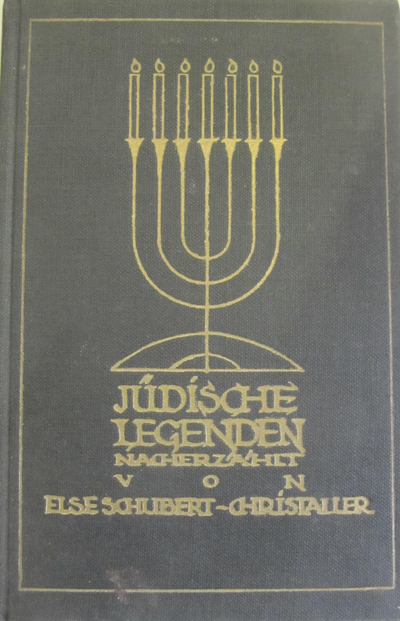 JÜDISCHE
LEGENDEN
NACHERZÄHLT
VON
ELSE SCHUBERT-CHRISTALLER